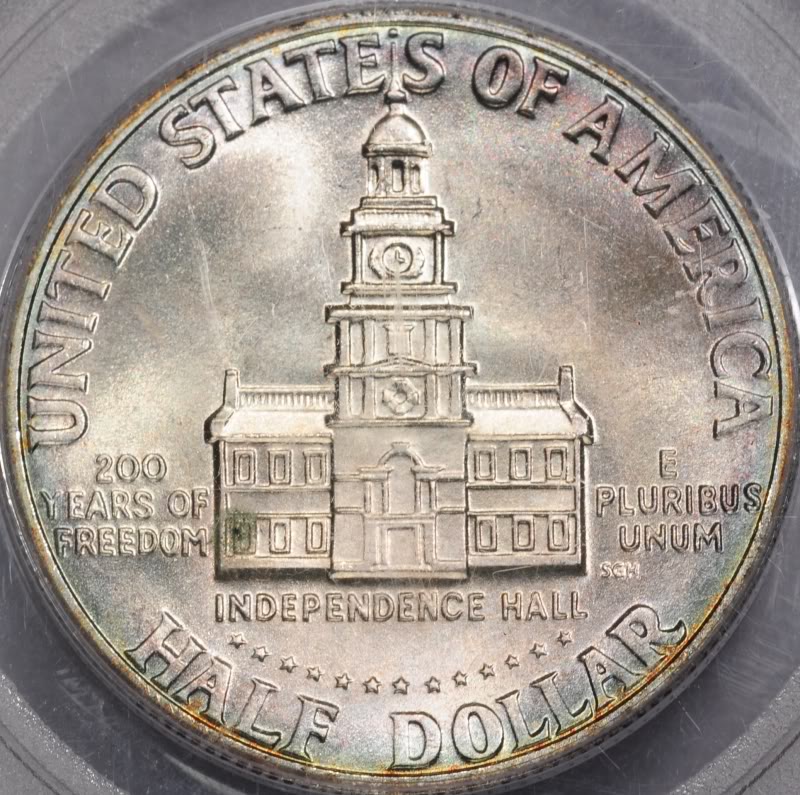 UNITED STATES OF AMERICA
200
YEARS OF
FREEDOM
E
PLURIBUS
UNUM
SGH
INDEPENDENCE HALL
HALF DOLLAR